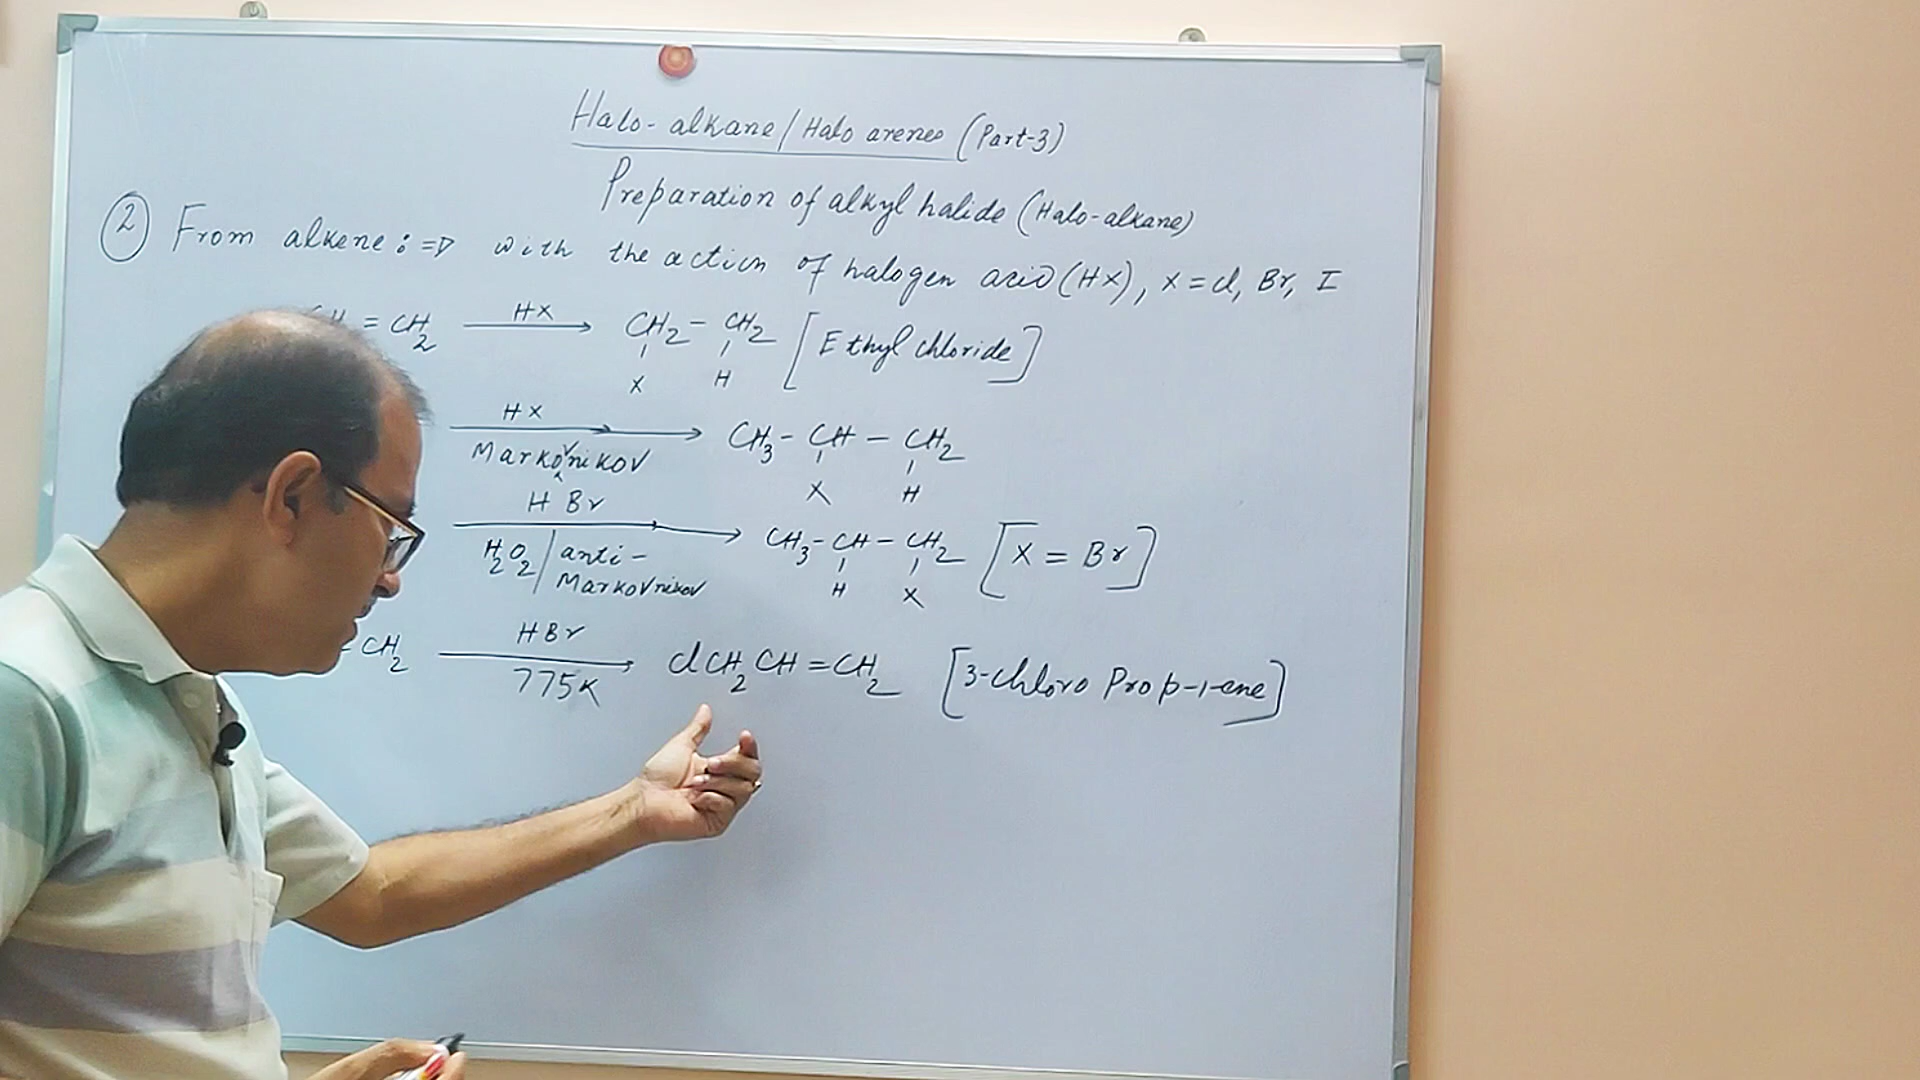 Halo-alkane/Halo arenes (Part-3)
Preparation of alkyl halide (Halo-alkane)
② From alkene: ⇒ with the action of halogen acid (HX), X = Cl, Br, I
= CH2 HX CH2 - CH2 [Ethyl chloride]
X H
HX
Markovnikov CH3 - CH - CH2
X H
H Br
H2O2 / anti- CH3 - CH - CH2 [X = Br]
Markovnikov H X
= CH2 HBr ClCH2CH = CH2 [3-chloro Prop-1-ene]
775K